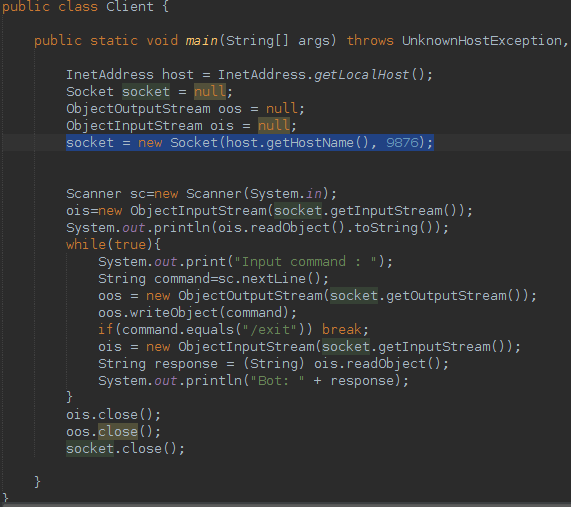 public class Client {
public static void main(String[] args) throws UnknownHostException,
InetAddress host = InetAddress.getLocalHost();
Socket socket = null;
ObjectOutputStream oos = null;
ObjectInputStream ois = null;
socket = new Socket(host.getHostName(), 9876);
Scanner sc=new Scanner(System.in);
ois=new ObjectInputStream(socket.getInputStream());
System.out.println(ois.readObject().toString());
while(true){
System.out.print("Input command : ");
String command=sc.nextLine();
oos = new ObjectOutputStream(socket.getOutputStream());
oos.writeObject(command);
if(command.equals("/exit")) break;
ois = new ObjectInputStream(socket.getInputStream());
String response = (String) ois.readObject();
System.out.println("Bot: " + response);
}
ois.close();
oos.close();
socket.close();
}
}